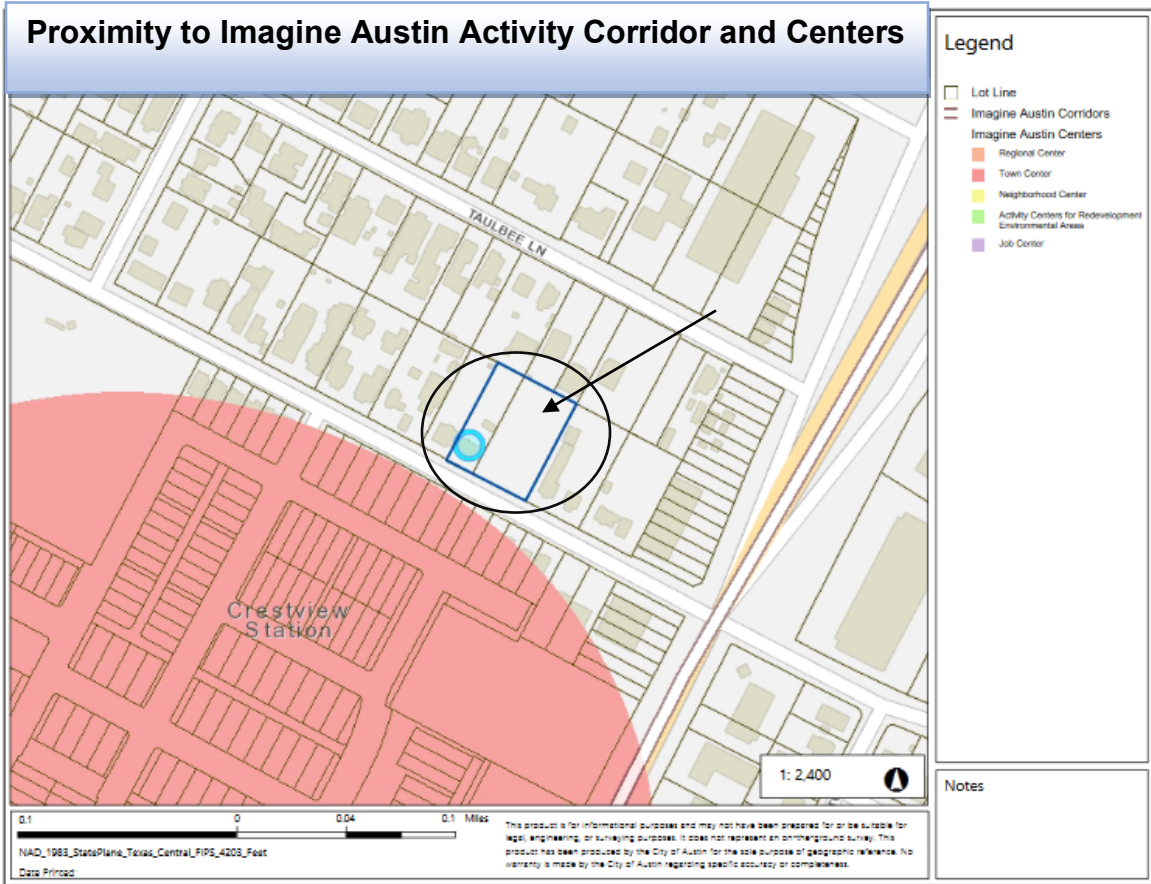 Proximity to Imagine Austin Activity Corridor and Centers
Legend
Lot Line
Imagine Austin Corridors
Imagine Austin Centers
Regional Center
Town Center
Neighborhood Center
Activity Centers for Redevelopment
Environmental Areas
Job Center
TAULBEE LN
Crestview
Station
1: 2,400
Notes
0.1 0 0.04 0.1 Miles
NAD_1983_StatePlane_Texas_Central_FIPS_4203_Feet
Date Printed:
This product is for informational purposes and may not have been prepared for or be suitable for
legal, engineering, or surveying purposes. It does not represent an on-the-ground survey. This
product has been produced by the City of Austin for the sole purpose of geographic reference. No
warranty is made by the City of Austin regarding specific accuracy or completeness.